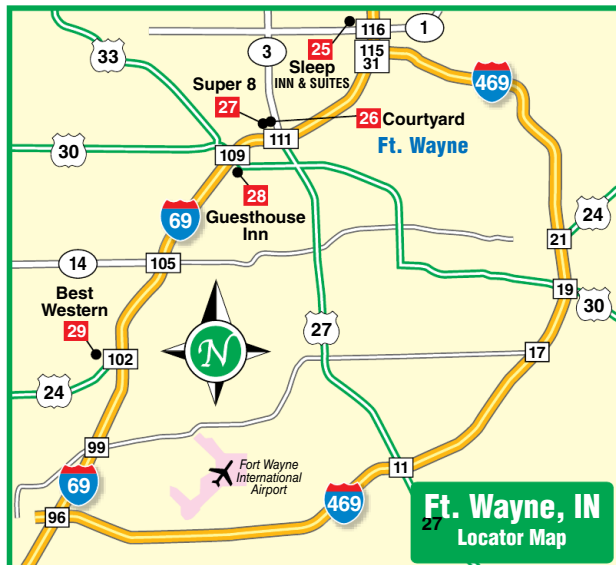 1
116
25
33
3
115
31
Sleep
INN & SUITES
469
Super 8
27
26 Courtyard
111
Ft. Wayne
30
109
28
Guesthouse
Inn
69
24
21
14
105
19
30
Best
Western
29
N
27
102
17
24
99
11
Fort Wayne
International
Airport
69
469
96
Ft. Wayne, IN
27
Locator Map